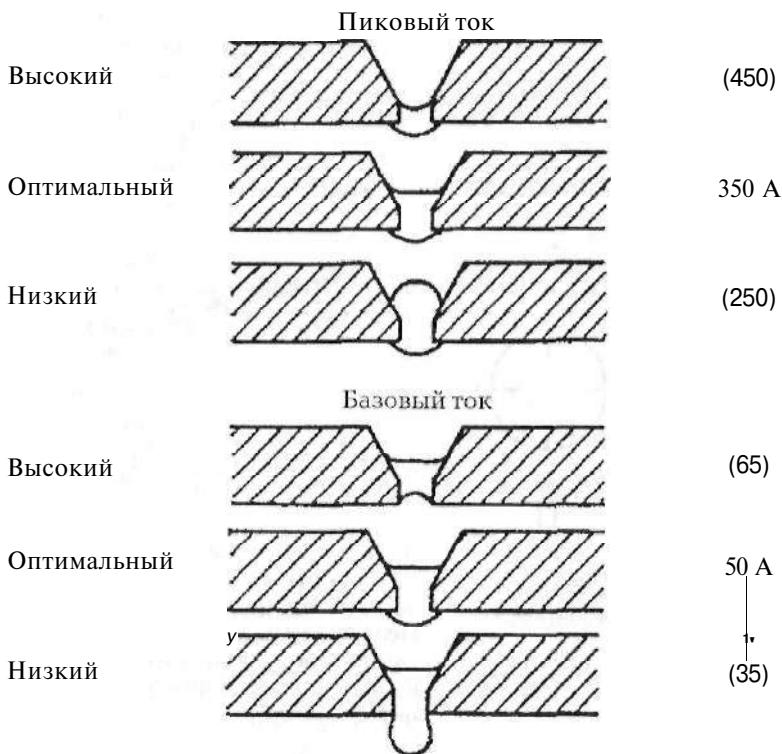 Пиковый ток
Высокий (450)
Оптимальный 350 А
Низкий (250)
Базовый ток
Высокий (65)
Оптимальный 50 А
Низкий (35)